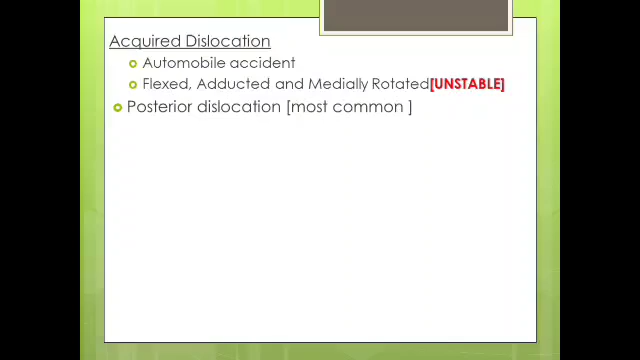 Acquired Dislocation
Automobile accident
Flexed, Adducted and Medially Rotated[UNSTABLE]
Posterior dislocation [most common ]